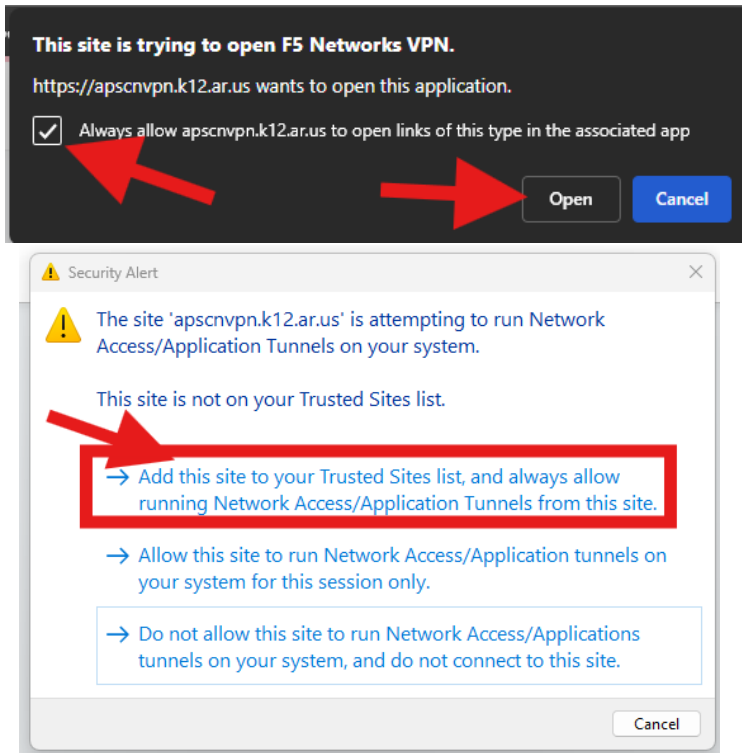 This site is trying to open F5 Networks VPN.
https://apscnvpn.k12.ar.us wants to open this application.
Always allow apscnvpn.k12.ar.us to open links of this type in the associated app
Open Cancel
Security Alert
The site 'apscnvpn.k12.ar.us' is attempting to run Network
Access/Application Tunnels on your system.
This site is not on your Trusted Sites list.
Add this site to your Trusted Sites list, and always allow
running Network Access/Application Tunnels from this site.
Allow this site to run Network Access/Application tunnels on
your system for this session only.
Do not allow this site to run Network Access/Applications
tunnels on your system, and do not connect to this site.
Cancel